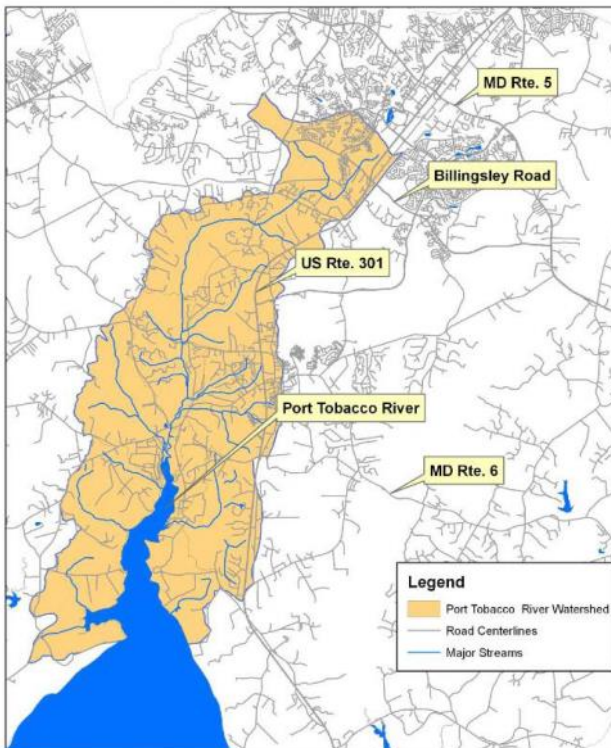 MD Rte. 5
Billingsley Road
US Rte. 301
Port Tobacco River
MD Rte. 6
Legend
Port Tobacco River Watershed
Road Centerlines
Major Streams